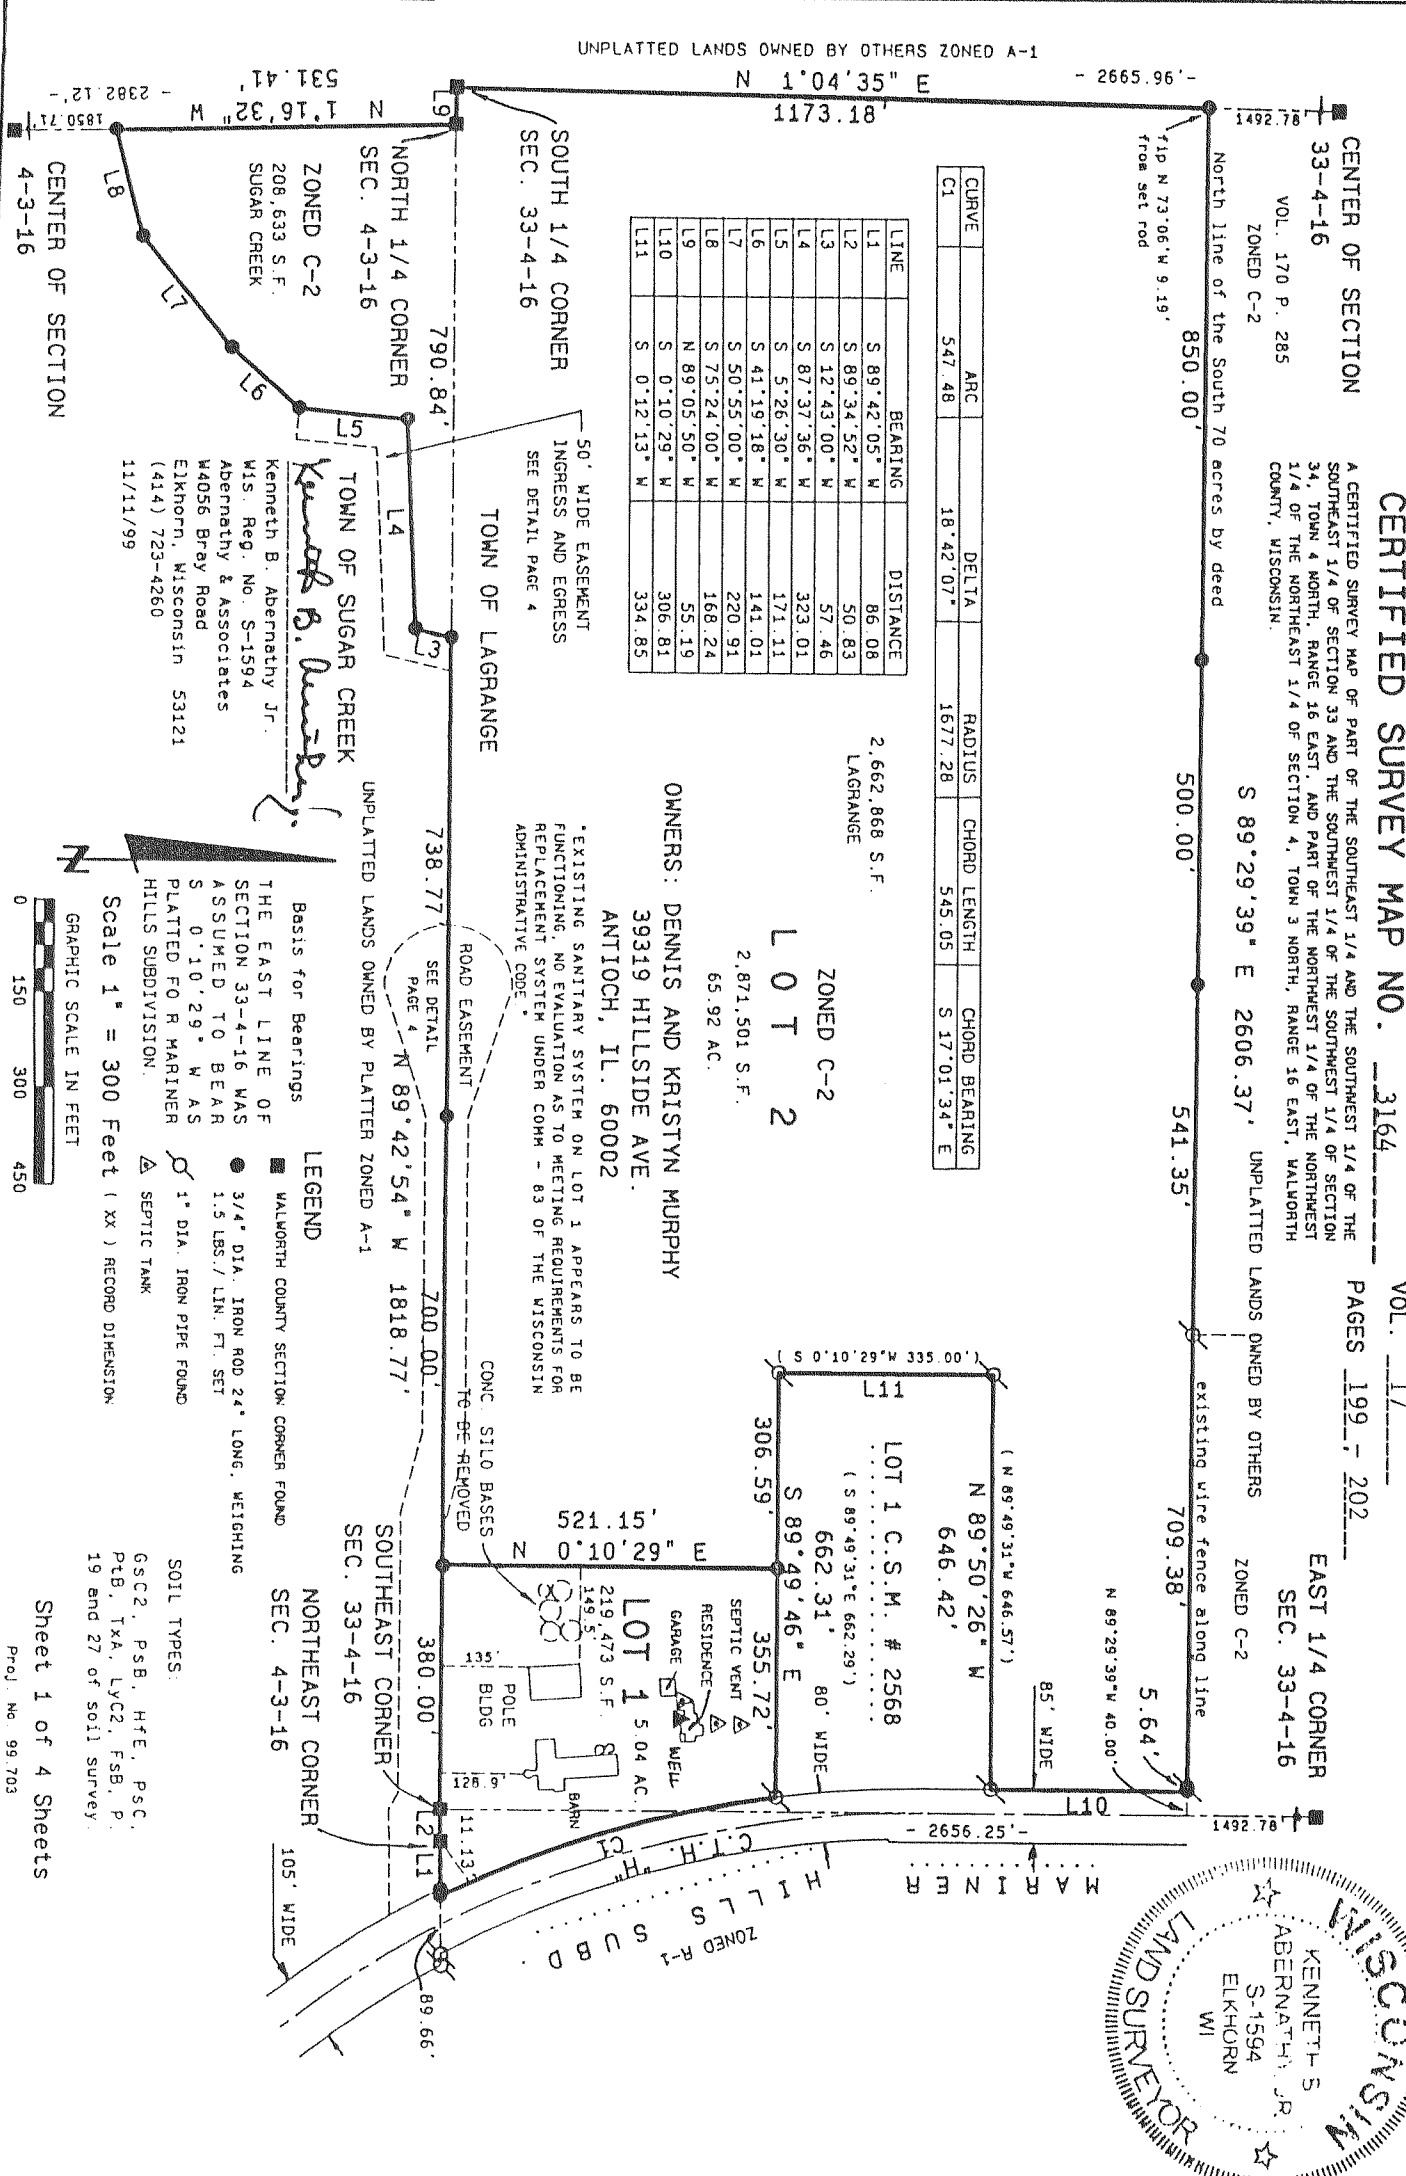 CERTIFIED SURVEY MAP NO. 3164
VOL. 17
PAGES 199 - 202
A CERTIFIED SURVEY MAP OF PART OF THE SOUTHEAST 1/4 AND THE SOUTHWEST 1/4 OF THE
SOUTHEAST 1/4 OF SECTION 33 AND THE SOUTHWEST 1/4 OF THE SOUTHWEST 1/4 OF SECTION
34, TOWN 4 NORTH, RANGE 16 EAST, AND PART OF THE NORTHWEST 1/4 OF THE NORTHWEST
1/4 OF THE NORTHEAST 1/4 OF SECTION 4, TOWN 3 NORTH, RANGE 16 EAST, WALWORTH
COUNTY, WISCONSIN.
CENTER OF SECTION
33-4-16
VOL. 170 P. 285
ZONED C-2
1492.78'
EAST 1/4 CORNER
SEC. 33-4-16
ZONED C-2
1492.78'
WISCONSIN
KENNETH B
ABERNATHY JR.
S-1594
ELKHORN
WI
LAND SURVEYOR
S 89°29'39" E 2606.37'
UNPLATTED LANDS OWNED BY OTHERS
North line of the South 70 acres by deed
existing wire fence along line
850.00'
500.00'
541.35'
709.38'
5.64'
N 89°29'39"W 40.00'
fip N 73°06'W 9.19'
from set rod
- 2665.96'-
UNPLATTED LANDS OWNED BY OTHERS ZONED A-1
N 1°04'35" E
1173.18'
CURVE ARC DELTA RADIUS CHORD LENGTH CHORD BEARING
C1 547.48 18°42'07" 1677.28 545.05 S 17°01'34" E
LINE BEARING DISTANCE
L1 S 89°42'05" W 86.08
L2 S 89°34'52" W 50.83
L3 S 12°43'00" W 57.46
L4 S 87°37'36" W 323.01
L5 S 5°26'30" W 171.11
L6 S 41°19'18" W 141.01
L7 S 50°55'00" W 220.91
L8 S 75°24'00" W 168.24
L9 N 89°05'50" W 55.19
L10 S 0°10'29" W 306.81
L11 S 0°12'13" W 334.85
2,662,868 S.F.
LAGRANGE
ZONED C-2
LOT 2
2,871,501 S.F.
65.92 AC.
OWNERS: DENNIS AND KRISTYN MURPHY
39319 HILLSIDE AVE.
ANTIOCH, IL. 60002
"EXISTING SANITARY SYSTEM ON LOT 1 APPEARS TO BE
FUNCTIONING, NO EVALUATION AS TO MEETING REQUIREMENTS FOR
REPLACEMENT SYSTEM UNDER COMM - 83 OF THE WISCONSIN
ADMINISTRATIVE CODE."
85' WIDE
L10
- 2656.25'-
MARINER
HILLS SUBD.
ZONED R-1
( N 89°49'31"W 646.57')
N 89°50'26" W
646.42'
( S 0°10'29"W 335.00')
L11
LOT 1 C.S.M. # 2568
( S 89°49'31"E 662.29')
662.31'
80' WIDE
S 89°49'46" E
306.59'
355.72'
C.T.H. "H"
C1
SEPTIC VENT
RESIDENCE
GARAGE
WELL
LOT 1
5.04 AC.
219,473 S.F.
149.5'
521.15'
N 0°10'29" E
BARN
POLE
BLDG
135'
128.9'
CONC. SILO BASES
TO BE REMOVED
380.00'
11.13'
L2
L1
89.66'
105' WIDE
SOUTH 1/4 CORNER
SEC. 33-4-16
50' WIDE EASEMENT
INGRESS AND EGRESS
SEE DETAIL PAGE 4
TOWN OF LAGRANGE
L9
790.84'
738.77'
ROAD EASEMENT
SEE DETAIL
PAGE 4
700.00'
N 89°42'54" W 1818.77'
UNPLATTED LANDS OWNED BY PLATTER ZONED A-1
NORTH 1/4 CORNER
SEC. 4-3-16
SOUTHEAST CORNER
SEC. 33-4-16
NORTHEAST CORNER
SEC. 4-3-16
N 1°16'32" W
531.41'
- 2382.12'-
1850.71'
ZONED C-2
208,633 S.F.
SUGAR CREEK
L8
L7
L6
L5
L4
L3
CENTER OF SECTION
4-3-16
TOWN OF SUGAR CREEK
Kenneth B. Abernathy Jr.
Kenneth B. Abernathy Jr.
Wis. Reg. No. S-1594
Abernathy & Associates
W4056 Bray Road
Elkhorn, Wisconsin 53121
(414) 723-4260
11/11/99
N
Basis for Bearings
THE EAST LINE OF
SECTION 33-4-16 WAS
ASSUMED TO BEAR
S 0°10'29" W AS
PLATTED FO R MARINER
HILLS SUBDIVISION.
Scale 1" = 300 Feet
( XX ) RECORD DIMENSION
GRAPHIC SCALE IN FEET
0 150 300 450
LEGEND
WALWORTH COUNTY SECTION CORNER FOUND
3/4" DIA. IRON ROD 24" LONG, WEIGHING
1.5 LBS./ LIN. FT. SET
1" DIA. IRON PIPE FOUND
SEPTIC TANK
SOIL TYPES:
GsC2, PsB, HfE, PsC,
PtB, TxA, LyC2, FsB, P.
19 and 27 of soil survey.
Sheet 1 of 4 Sheets
Proj. No. 99.703